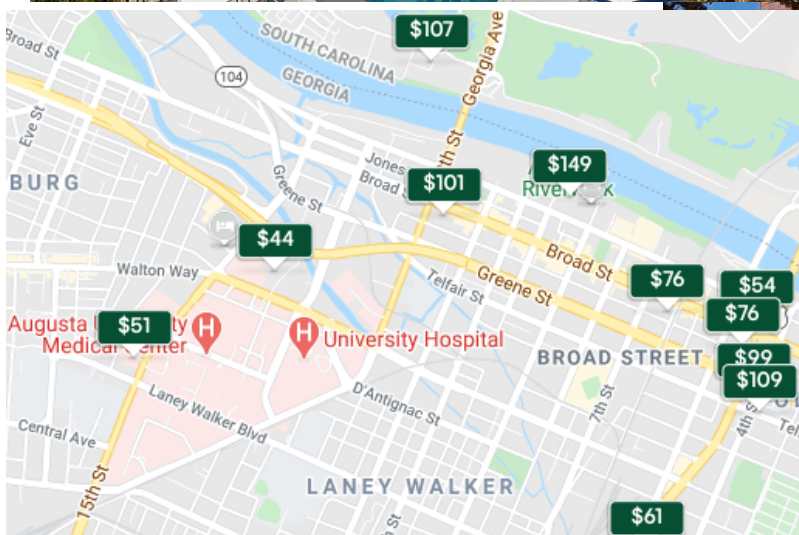 $107
SOUTH CAROLINA
GEORGIA
Georgia Ave
Broad St
104
Eve St
Jones
Broad
th St
$149
$101
Greene St
BURG
$44
Walton Way
Broad St
Greene St
Telfair St
$76
$54
$76
Augusta
$51
Medical
University Hospital
H
H
BROAD STREET
$99
$109
D'Antignac St
7th St
4th S
Laney Walker Blvd
Central Ave
15th St
LANEY WALKER
St
$61